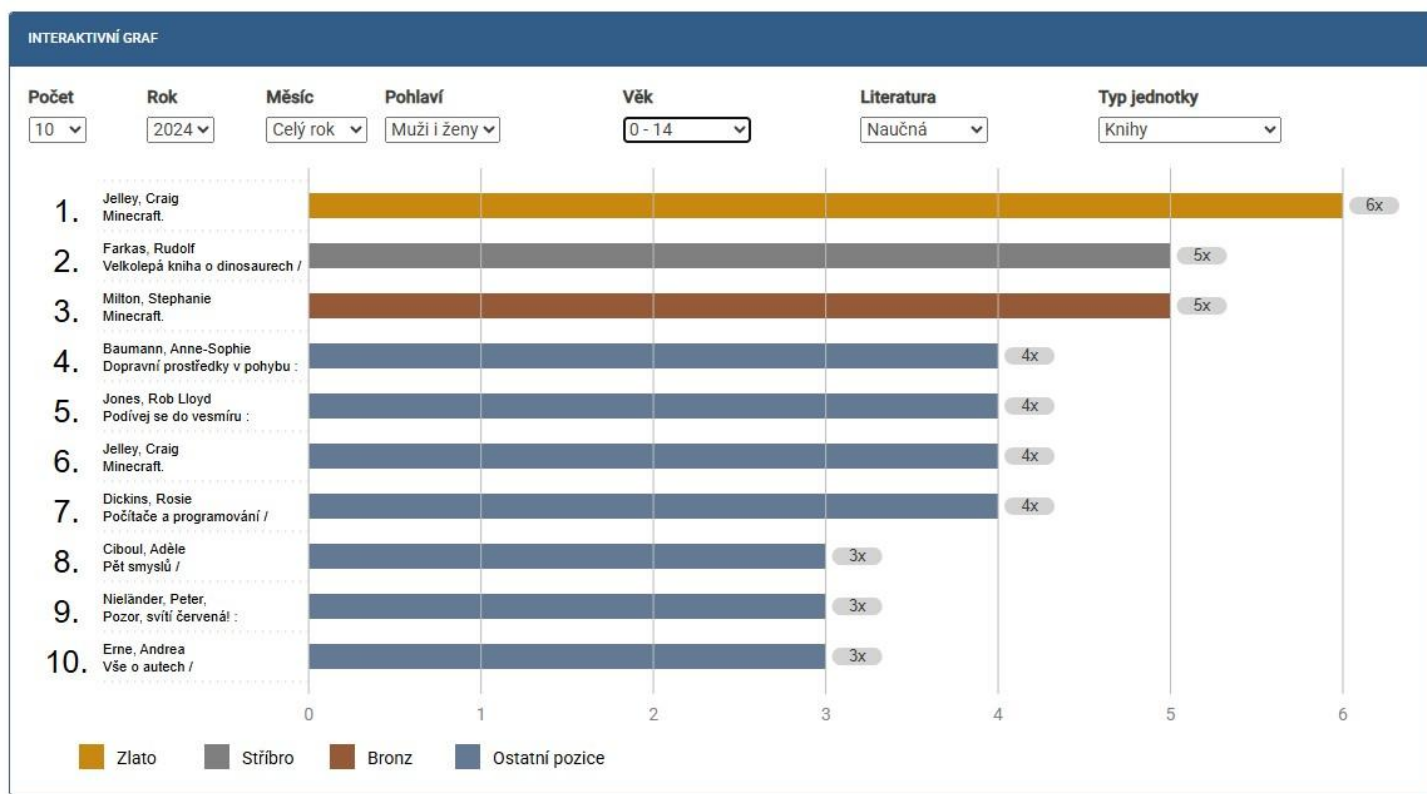 INTERAKTIVNÍ GRAF
Počet Rok Měsíc Pohlaví Věk Literatura Typ jednotky
10 2024 Celý rok Muži i ženy 0 - 14 Naučná Knihy
1. Jelley, Craig
Minecraft.
6x
2. Farkas, Rudolf
Velkolepá kniha o dinosaurech /
5x
3. Milton, Stephanie
Minecraft.
5x
4. Baumann, Anne-Sophie
Dopravní prostředky v pohybu :
4x
5. Jones, Rob Lloyd
Podívej se do vesmíru :
4x
6. Jelley, Craig
Minecraft.
4x
7. Dickins, Rosie
Počítače a programování /
4x
8. Ciboul, Adèle
Pět smyslů /
3x
9. Nieländer, Peter,
Pozor, svítí červená! :
3x
10. Erne, Andrea
Vše o autech /
3x
0 1 2 3 4 5 6
Zlato Stříbro Bronz Ostatní pozice